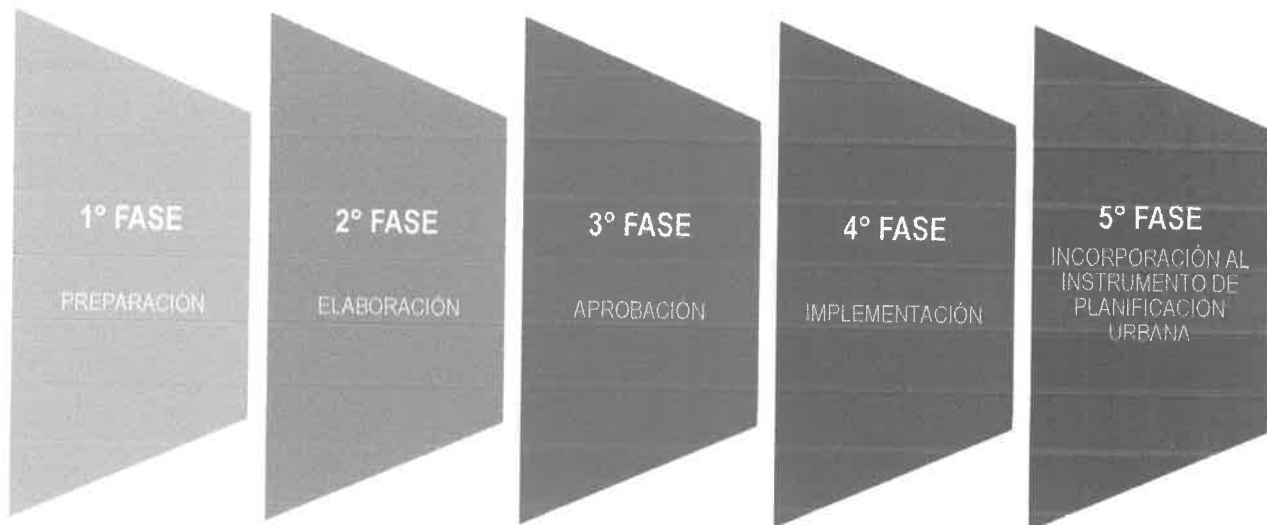 1° FASE
PREPARACIÓN
2° FASE
ELABORACIÓN
3° FASE
APROBACIÓN
4° FASE
IMPLEMENTACIÓN
5° FASE
INCORPORACIÓN AL
INSTRUMENTO DE
PLANIFICACIÓN
URBANA